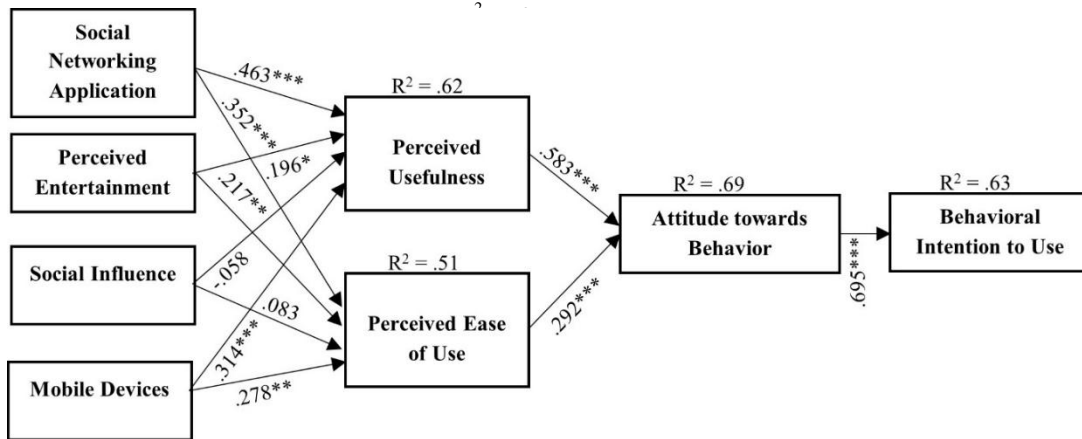 2
Social
Networking
Application
.463***
R² = .62
.352***
Perceived
Entertainment
.196*
Perceived
Usefulness
.217**
.583***
R² = .69
Attitude towards
Behavior
R² = .63
Behavioral
Intention to Use
.695***
Social Influence
-.058
.083
R² = .51
Perceived Ease
of Use
.292***
Mobile Devices
.314***
.278**